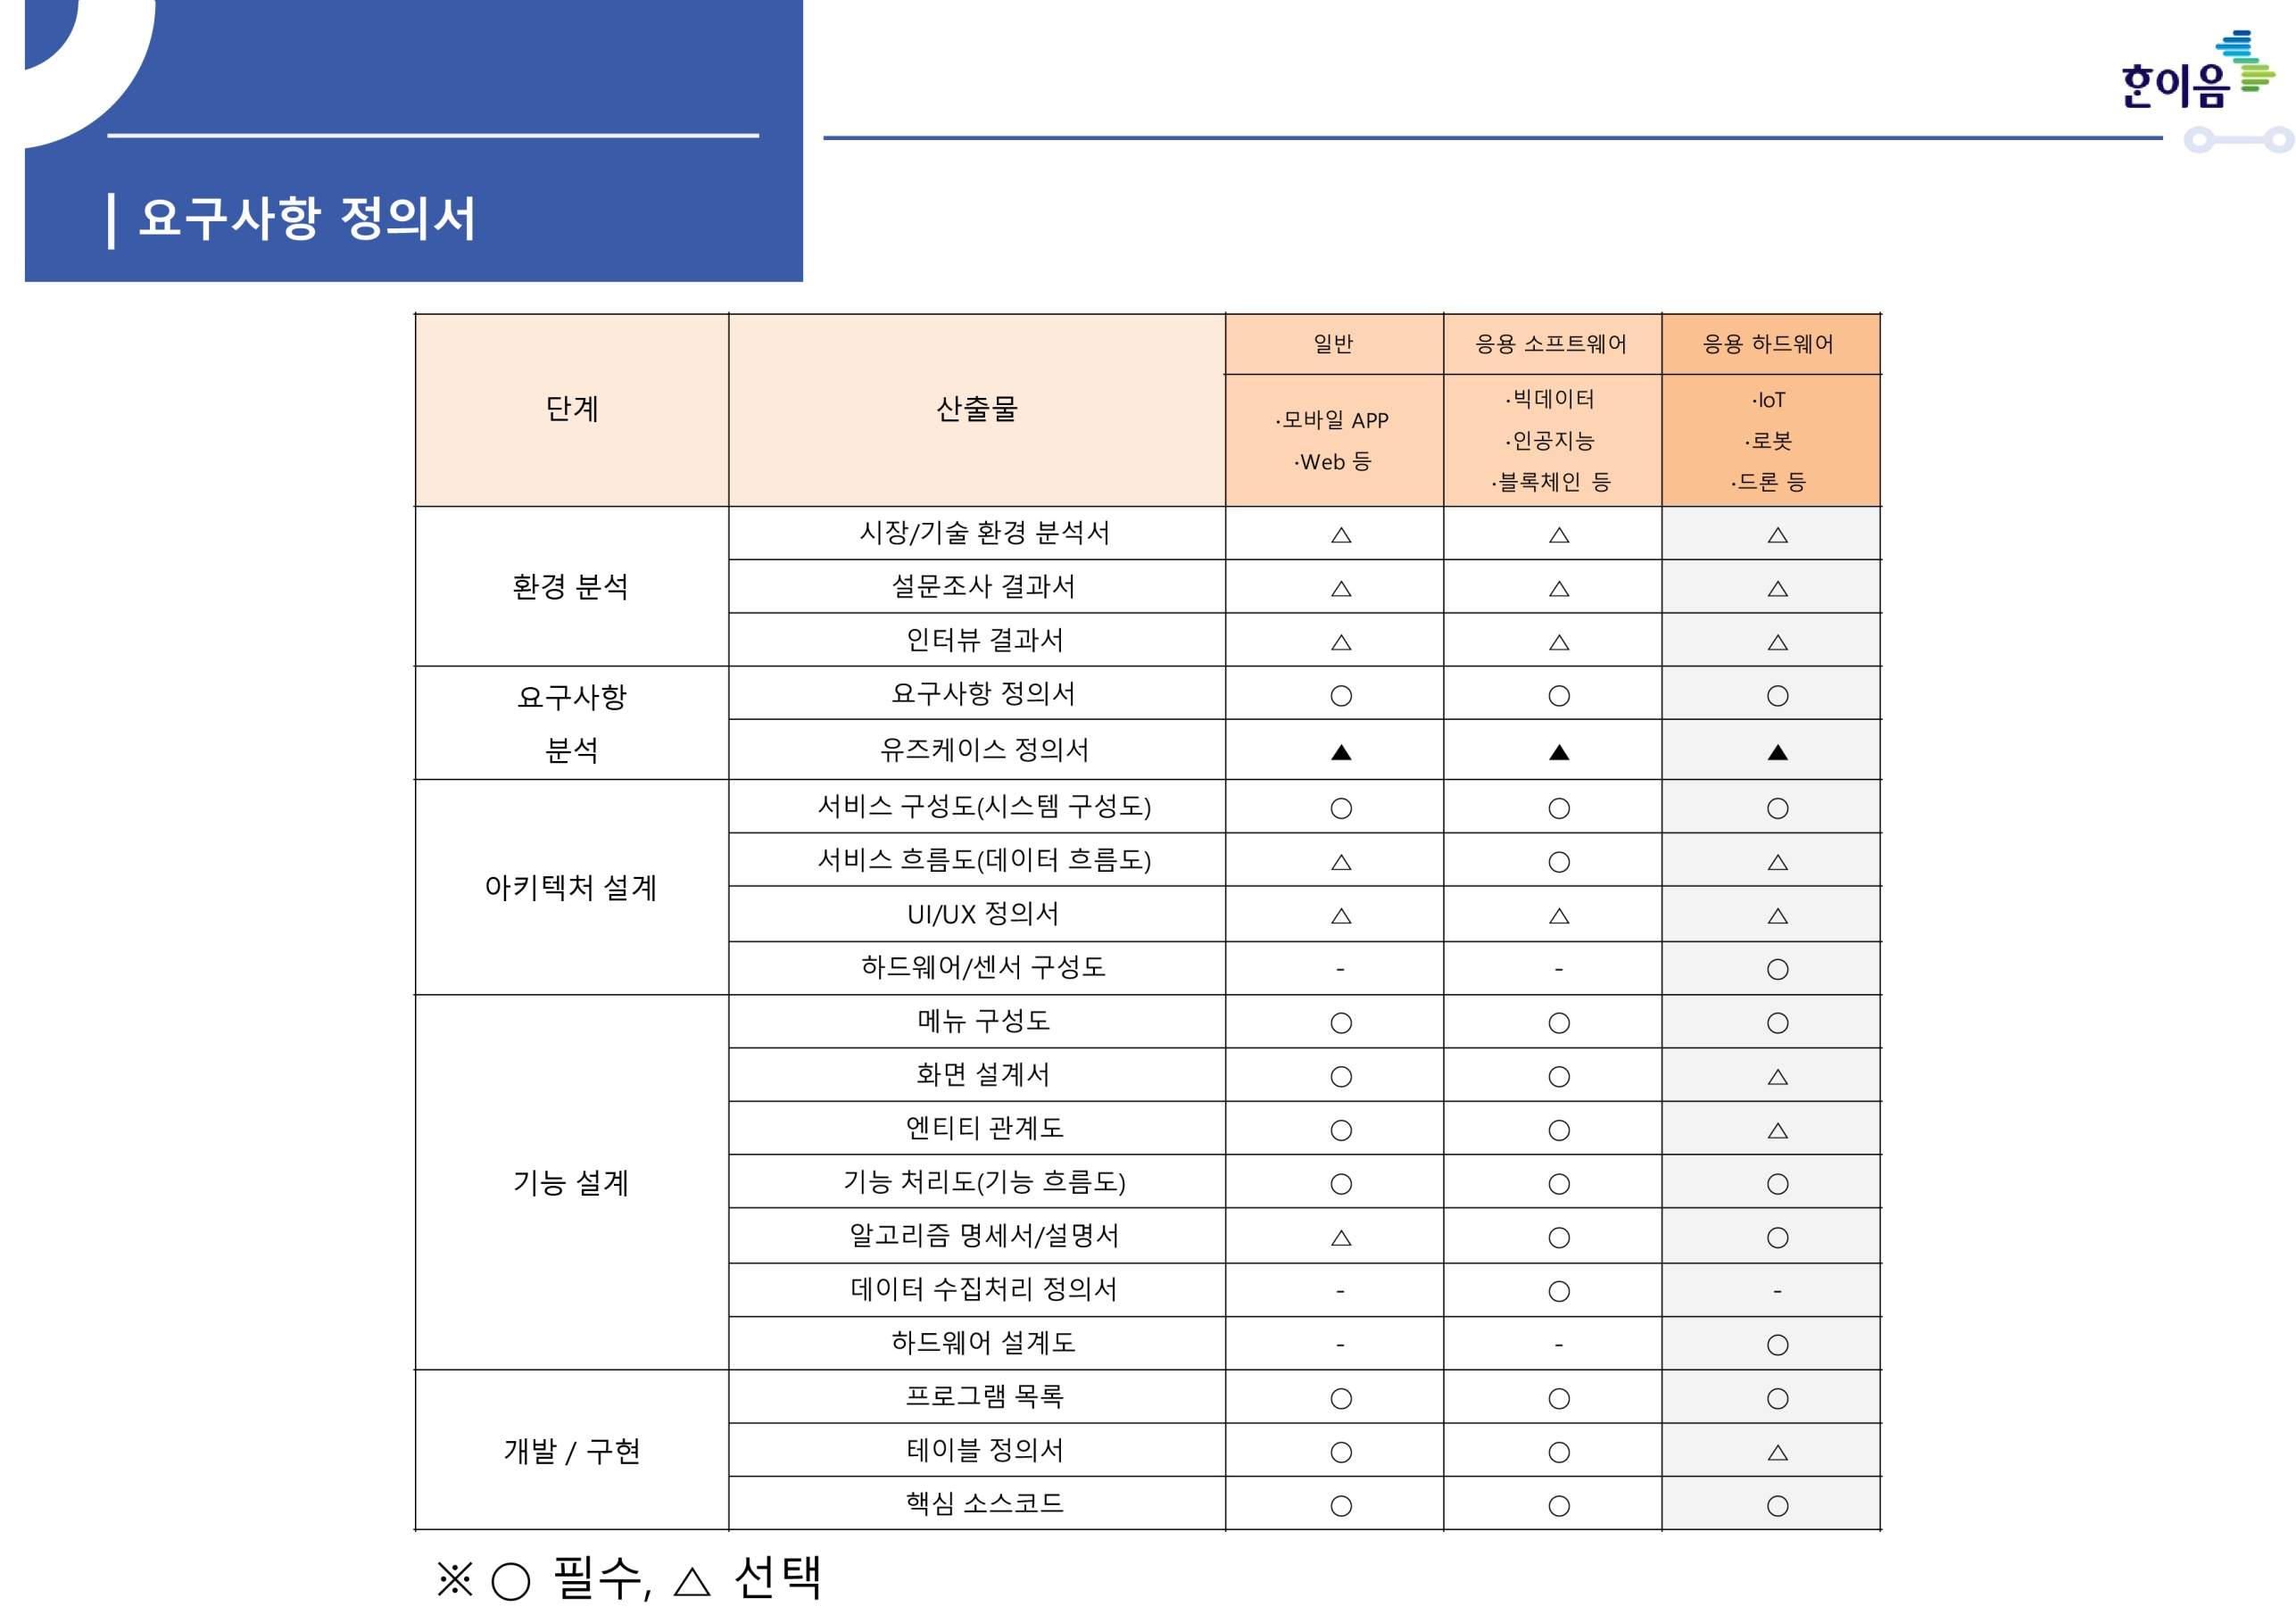 한이음
| 요구사항 정의서
단계 산출물 일반 응용 소프트웨어 응용 하드웨어
·모바일 APP
·Web 등
·빅데이터
·인공지능
·블록체인 등
·IoT
·로봇
·드론 등
환경 분석
시장/기술 환경 분석서 △ △ △
설문조사 결과서 △ △ △
인터뷰 결과서 △ △ △
요구사항
분석
요구사항 정의서 ○ ○ ○
유즈케이스 정의서 ▲ ▲ ▲
아키텍처 설계
서비스 구성도(시스템 구성도) ○ ○ ○
서비스 흐름도(데이터 흐름도) △ ○ △
UI/UX 정의서 △ △ △
하드웨어/센서 구성도 - - ○
기능 설계
메뉴 구성도 ○ ○ ○
화면 설계서 ○ ○ △
엔티티 관계도 ○ ○ △
기능 처리도(기능 흐름도) ○ ○ ○
알고리즘 명세서/설명서 △ ○ ○
데이터 수집처리 정의서 - ○ -
하드웨어 설계도 - - ○
개발 / 구현
프로그램 목록 ○ ○ ○
테이블 정의서 ○ ○ △
핵심 소스코드 ○ ○ ○
※ ○ 필수, △ 선택